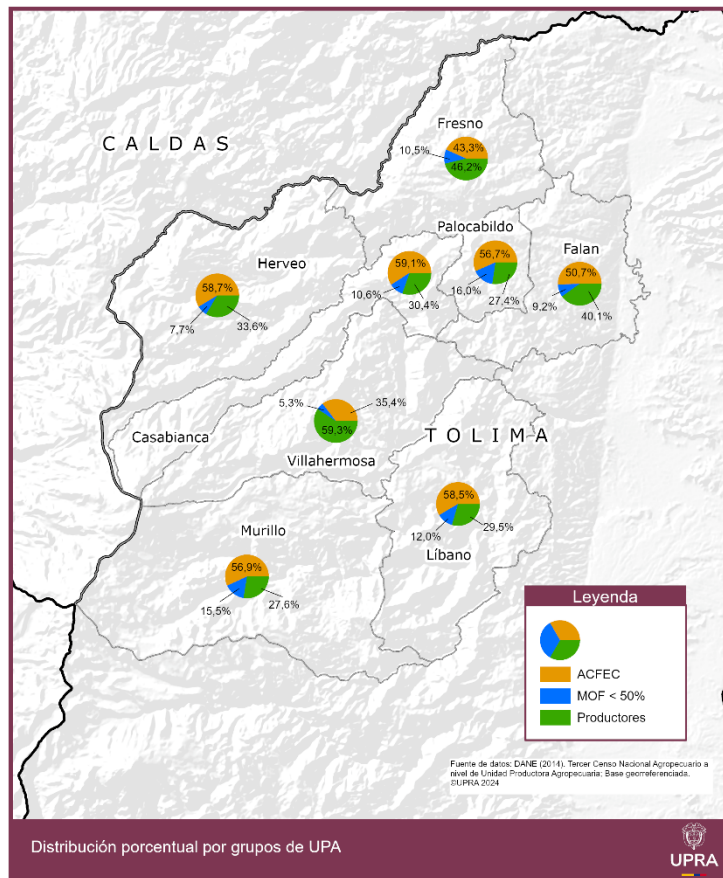 Fresno
CALDAS
43,3%
10,5%
46,2%
Palocabildo
Herveo
59,1%
56,7%
Falan
58,7%
50,7%
10,6%
16,0%
9,2%
30,4%
27,4%
40,1%
7,7%
33,6%
5,3%
35,4%
59,3%
Casabianca
TOLIMA
Villahermosa
58,5%
12,0%
29,5%
Murillo
Líbano
56,9%
15,5%
27,6%
Leyenda
ACFEC
MOF < 50%
Productores
Fuente de datos: DANE (2014). Tercer Censo Nacional Agropecuario a
nivel de Unidad Productora Agropecuaria; Base georreferenciada.
©UPRA 2024
Distribución porcentual por grupos de UPA
UPRA